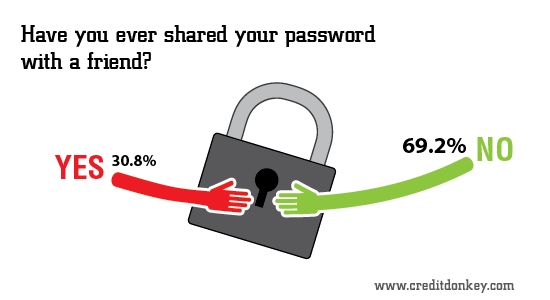 Have you ever shared your password
with a friend?
YES 30.8%
69.2% NO
www.creditdonkey.com